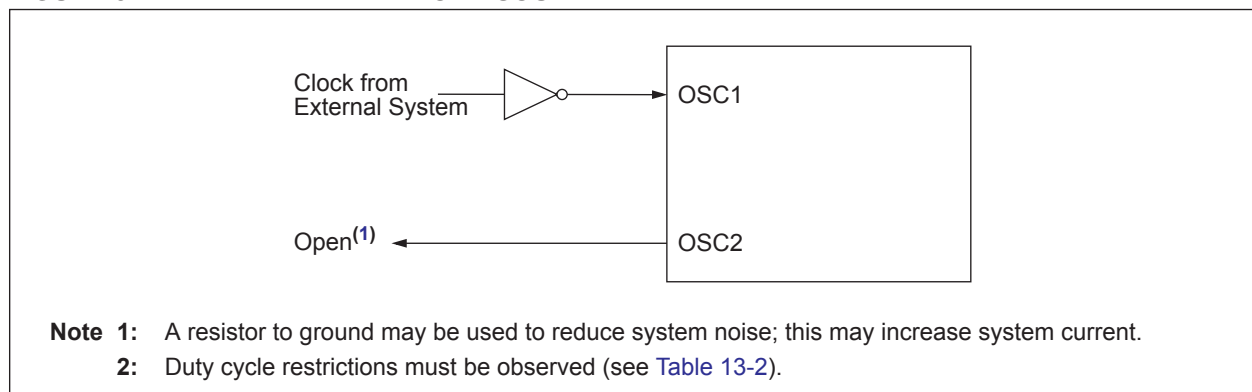 Clock from
External System
OSC1
Open(1)
OSC2
Note 1: A resistor to ground may be used to reduce system noise; this may increase system current.
2: Duty cycle restrictions must be observed (see Table 13-2).